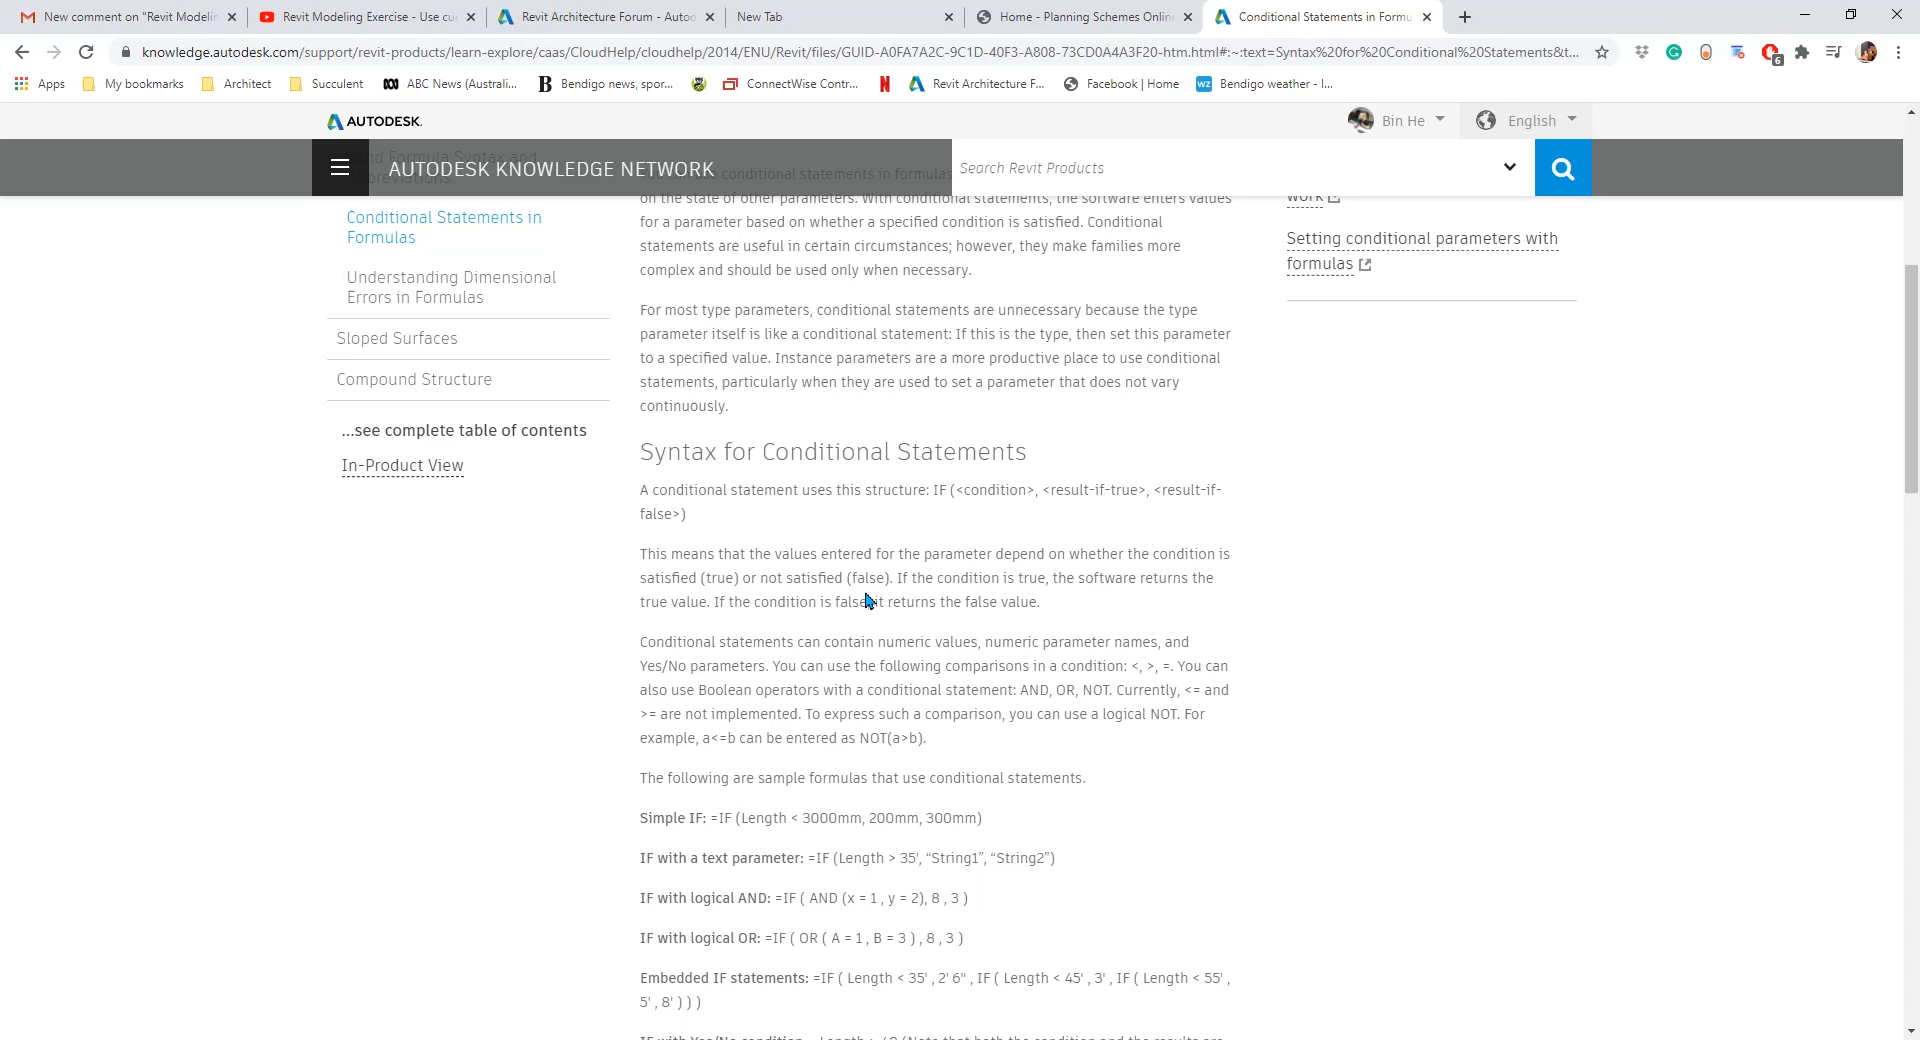 New comment on "Revit Modelin
Revit Modeling Exercise - Use cu
Revit Architecture Forum - Autod
New Tab
Home - Planning Schemes Onlin
Conditional Statements in Formu
knowledge.autodesk.com/support/revit-products/learn-explore/caas/CloudHelp/cloudhelp/2014/ENU/Revit/files/GUID-A0FA7A2C-9C1D-40F3-A808-73CD0A4A3F20-htm.html#:~:text=Syntax%20for%20Conditional%20Statements&t...
6
Apps
My bookmarks
Architect
Succulent
ABC News (Australi...
B Bendigo news, spor...
ConnectWise Contr...
N
Revit Architecture F...
Facebook | Home
WZ Bendigo weather - l...
AUTODESK.
Bin He
English
AUTODESK KNOWLEDGE NETWORK
Search Revit Products
conditional statements in formulas
Formula Syntax and
Conditional Statements in
Formulas
Understanding Dimensional
Errors in Formulas
Sloped Surfaces
Compound Structure
...see complete table of contents
In-Product View
on the state of other parameters. With conditional statements, the software enters values
for a parameter based on whether a specified condition is satisfied. Conditional
statements are useful in certain circumstances; however, they make families more
complex and should be used only when necessary.
For most type parameters, conditional statements are unnecessary because the type
parameter itself is like a conditional statement: If this is the type, then set this parameter
to a specified value. Instance parameters are a more productive place to use conditional
statements, particularly when they are used to set a parameter that does not vary
continuously.
Syntax for Conditional Statements
A conditional statement uses this structure: IF (<condition>, <result-if-true>, <result-if-
false>)
This means that the values entered for the parameter depend on whether the condition is
satisfied (true) or not satisfied (false). If the condition is true, the software returns the
true value. If the condition is false it returns the false value.
Conditional statements can contain numeric values, numeric parameter names, and
Yes/No parameters. You can use the following comparisons in a condition: <, >, =. You can
also use Boolean operators with a conditional statement: AND, OR, NOT. Currently, <= and
>= are not implemented. To express such a comparison, you can use a logical NOT. For
example, a<=b can be entered as NOT(a>b).
The following are sample formulas that use conditional statements.
Simple IF: =IF (Length < 3000mm, 200mm, 300mm)
IF with a text parameter: =IF (Length > 35', “String1”, “String2”)
IF with logical AND: =IF ( AND (x = 1 , y = 2), 8 , 3 )
IF with logical OR: =IF ( OR ( A = 1 , B = 3 ) , 8 , 3 )
Embedded IF statements: =IF ( Length < 35' , 2' 6" , IF ( Length < 45' , 3' , IF ( Length < 55' ,
5' , 8' ) ) )
work
Setting conditional parameters with
formulas